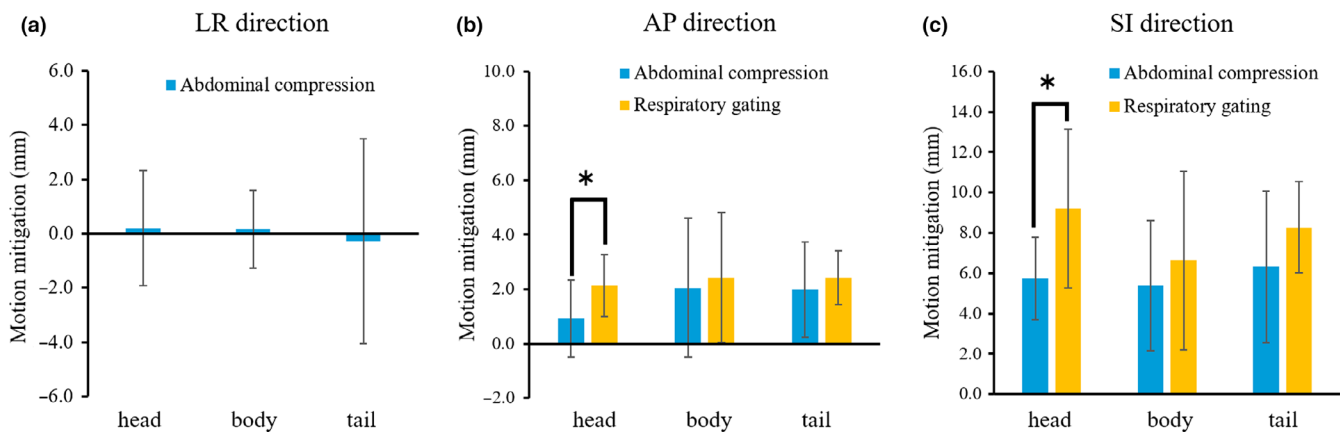 (a) LR direction
Abdominal compression
Motion mitigation (mm)
6.0
4.0
2.0
0.0
–2.0
–4.0
–6.0
head body tail
(b) AP direction
Abdominal compression
Respiratory gating
Motion mitigation (mm)
10.0
8.0
6.0
4.0
2.0
0.0
–2.0
*
head body tail
(c) SI direction
Abdominal compression
Respiratory gating
Motion mitigation (mm)
16.0
14.0
12.0
10.0
8.0
6.0
4.0
2.0
0.0
*
head body tail